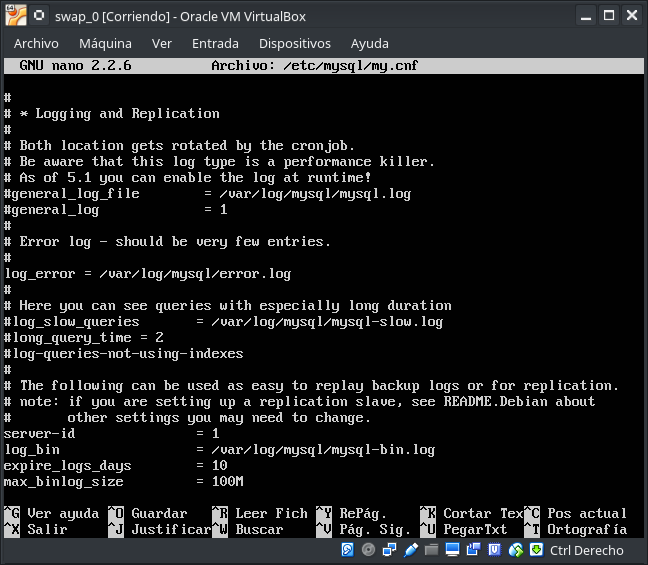 swap_0 [Corriendo] - Oracle VM VirtualBox
Archivo Máquina Ver Entrada Dispositivos Ayuda
GNU nano 2.2.6 Archivo: /etc/mysql/my.cnf
#
# * Logging and Replication
#
# Both location gets rotated by the cronjob.
# Be aware that this log type is a performance killer.
# As of 5.1 you can enable the log at runtime!
#general_log_file = /var/log/mysql/mysql.log
#general_log = 1
#
# Error log - should be very few entries.
#
log_error = /var/log/mysql/error.log
#
# Here you can see queries with especially long duration
#log_slow_queries = /var/log/mysql/mysql-slow.log
#long_query_time = 2
#log-queries-not-using-indexes
#
# The following can be used as easy to replay backup logs or for replication.
# note: if you are setting up a replication slave, see README.Debian about
# other settings you may need to change.
server-id = 1
log_bin = /var/log/mysql/mysql-bin.log
expire_logs_days = 10
max_binlog_size = 100M
^G Ver ayuda ^O Guardar ^R Leer Fich ^Y RePág. ^K Cortar Tex ^C Pos actual
^X Salir ^J Justificar ^W Buscar ^V Pág. Sig. ^U PegarTxt ^T Ortografía
Ctrl Derecho